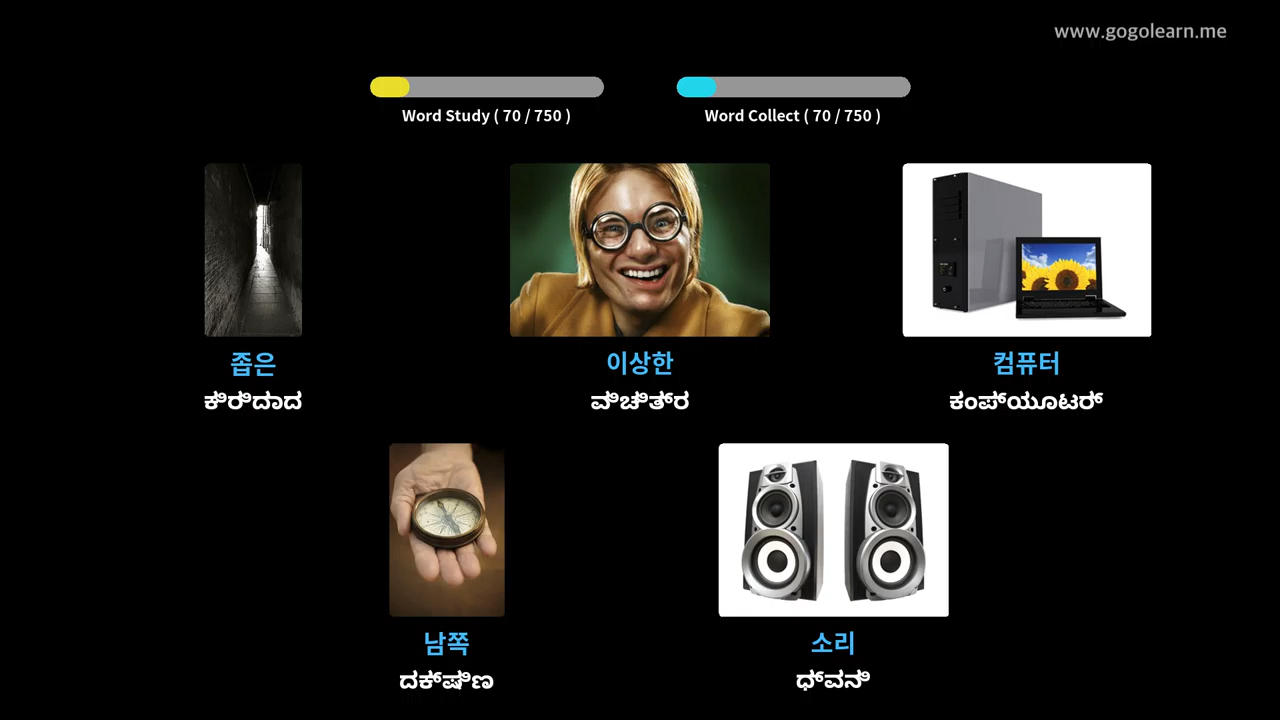 www.gogolearn.me
Word Study ( 70 / 750 )
Word Collect ( 70 / 750 )
좁은
이상한
컴퓨터
ಕಿರಿದಾದ
ವಿಚಿತ್ರ
ಕಂಪ್ಯೂಟರ್
남쪽
소리
ದಕ್ಷಿಣ
ಧ್ವನಿ